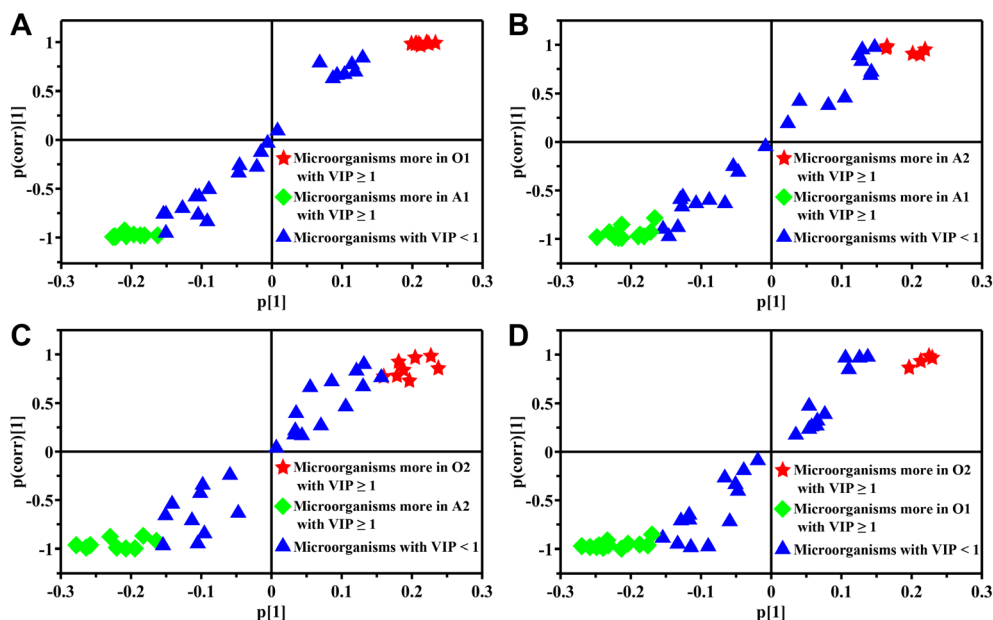 A
p(corr)[1]
1
0.5
0
-0.5
-1
Microorganisms more in O1
with VIP ≥ 1
Microorganisms more in A1
with VIP ≥ 1
Microorganisms with VIP < 1
-0.3 -0.2 -0.1 0 0.1 0.2 0.3
p[1]
B
p(corr)[1]
1
0.5
0
-0.5
-1
Microorganisms more in A2
with VIP ≥ 1
Microorganisms more in A1
with VIP ≥ 1
Microorganisms with VIP < 1
-0.3 -0.2 -0.1 0 0.1 0.2 0.3
p[1]
C
p(corr)[1]
1
0.5
0
-0.5
-1
Microorganisms more in O2
with VIP ≥ 1
Microorganisms more in A2
with VIP ≥ 1
Microorganisms with VIP < 1
-0.3 -0.2 -0.1 0 0.1 0.2 0.3
p[1]
D
p(corr)[1]
1
0.5
0
-0.5
-1
Microorganisms more in O2
with VIP ≥ 1
Microorganisms more in O1
with VIP ≥ 1
Microorganisms with VIP < 1
-0.3 -0.2 -0.1 0 0.1 0.2 0.3
p[1]